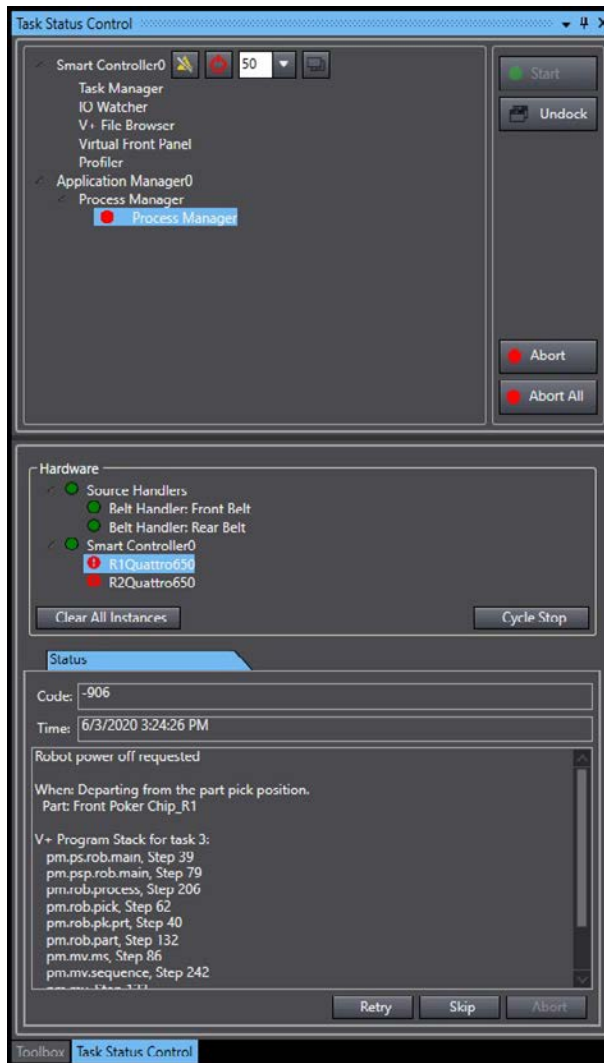 Task Status Control
Smart Controller0 50
Task Manager
IO Watcher
V+ File Browser
Virtual Front Panel
Profiler
Application Manager0
Process Manager
Process Manager
Start
Undock
Abort
Abort All
Hardware
Source Handlers
Belt Handler: Front Belt
Belt Handler: Rear Belt
Smart Controller0
R1Quattro650
R2Quattro650
Clear All Instances Cycle Stop
Status
Code: -906
Time: 6/3/2020 3:24:26 PM
Robot power off requested
When: Departing from the part pick position.
Part: Front Poker Chip_R1
V+ Program Stack for task 3:
pm.ps.rob.main, Step 39
pm.psp.rob.main, Step 79
pm.rob.process, Step 206
pm.rob.pick, Step 62
pm.rob.pk.prt, Step 40
pm.rob.part, Step 132
pm.mv.ms, Step 86
pm.mv.sequence, Step 242
Retry Skip Abort
Toolbox Task Status Control